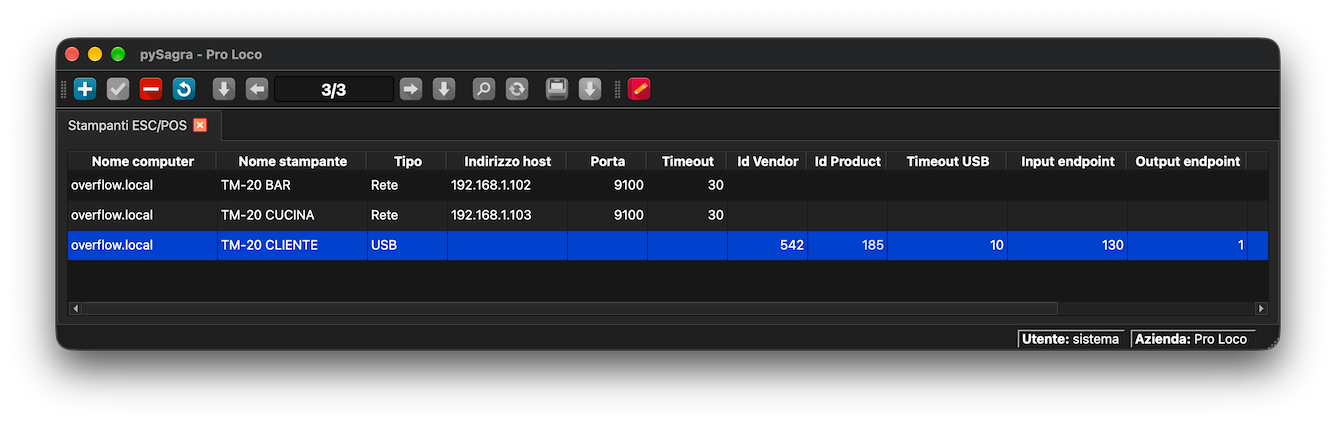 pySagra - Pro Loco
3/3
Stampanti ESC/POS
Nome computer Nome stampante Tipo Indirizzo host Porta Timeout Id Vendor Id Product Timeout USB Input endpoint Output endpoint
overflow.local TM-20 BAR Rete 192.168.1.102 9100 30
overflow.local TM-20 CUCINA Rete 192.168.1.103 9100 30
overflow.local TM-20 CLIENTE USB 542 185 10 130 1
Utente: sistema Azienda: Pro Loco